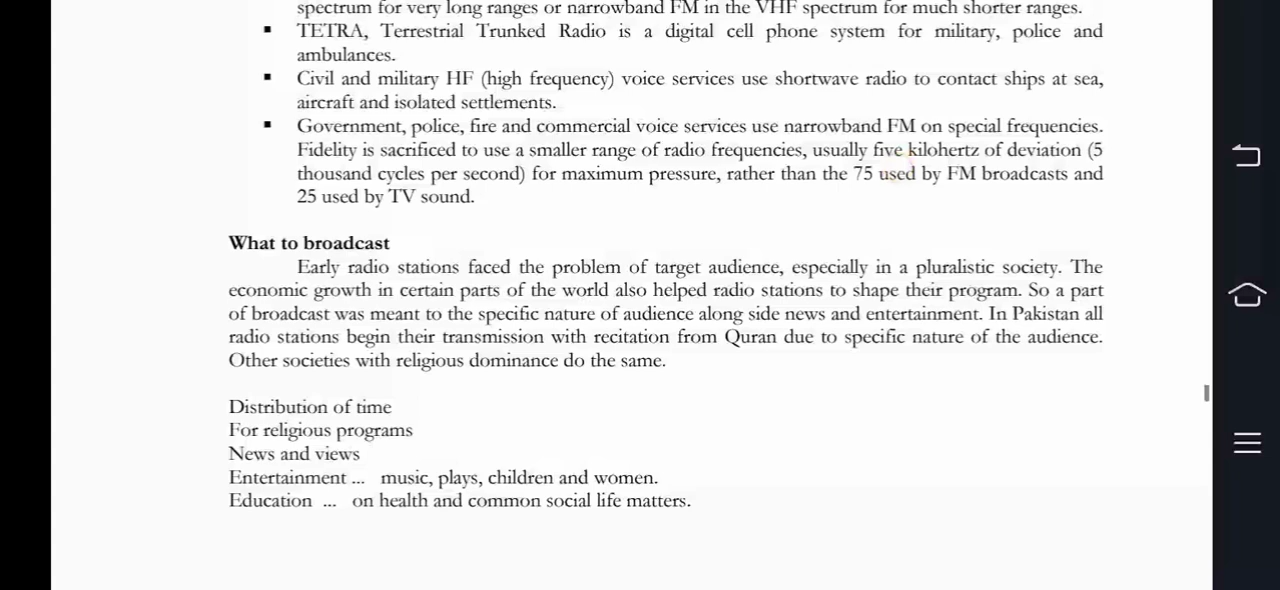 spectrum for very long ranges or narrowband FM in the VHF spectrum for much shorter ranges.
▪ TETRA, Terrestrial Trunked Radio is a digital cell phone system for military, police and
ambulances.
▪ Civil and military HF (high frequency) voice services use shortwave radio to contact ships at sea,
aircraft and isolated settlements.
▪ Government, police, fire and commercial voice services use narrowband FM on special frequencies.
Fidelity is sacrificed to use a smaller range of radio frequencies, usually five kilohertz of deviation (5
thousand cycles per second) for maximum pressure, rather than the 75 used by FM broadcasts and
25 used by TV sound.
What to broadcast
Early radio stations faced the problem of target audience, especially in a pluralistic society. The
economic growth in certain parts of the world also helped radio stations to shape their program. So a part
of broadcast was meant to the specific nature of audience along side news and entertainment. In Pakistan all
radio stations begin their transmission with recitation from Quran due to specific nature of the audience.
Other societies with religious dominance do the same.
Distribution of time
For religious programs
News and views
Entertainment ... music, plays, children and women.
Education ... on health and common social life matters.